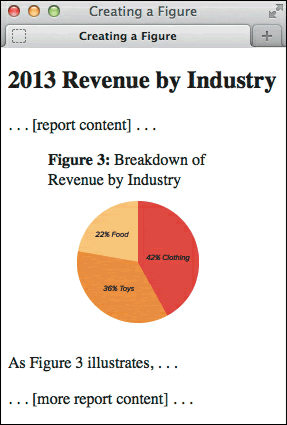 Creating a Figure
Creating a Figure
2013 Revenue by Industry
. . . [report content] . . .
Figure 3: Breakdown of
Revenue by Industry
22% Food
42% Clothing
36% Toys
As Figure 3 illustrates, . . .
. . . [more report content] . . .